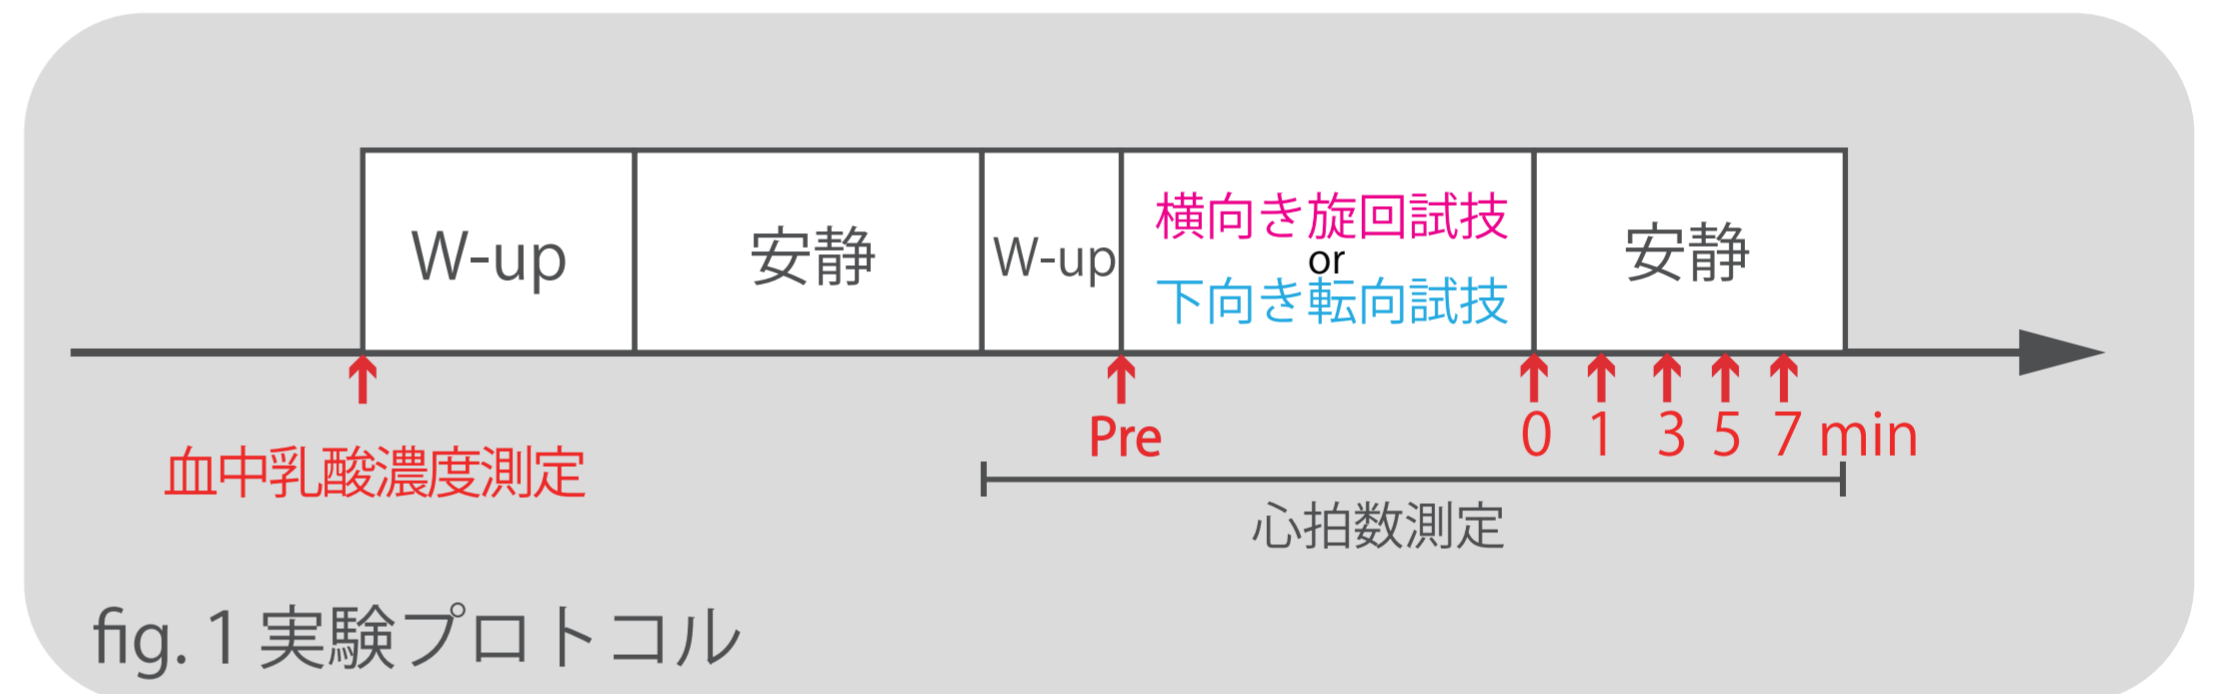 W-up
安静
W-up
横向き旋回試技
or
下向き転向試技
安静
血中乳酸濃度測定
Pre
0 1 3 5 7 min
心拍数測定
fig. 1 実験プロトコル